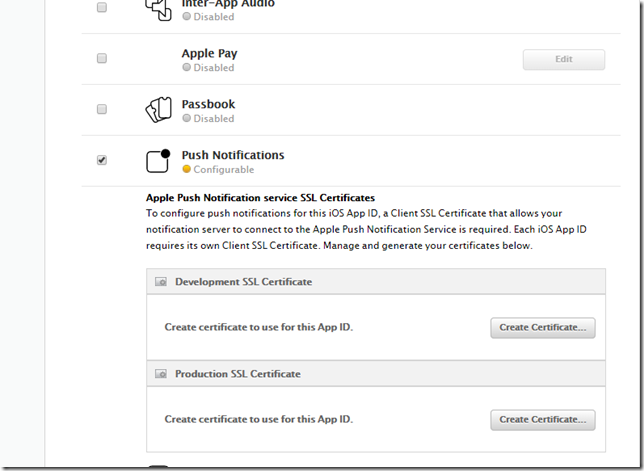 Inter-App Audio
Disabled
Apple Pay
Disabled
Edit
Passbook
Disabled
Push Notifications
Configurable
Apple Push Notification service SSL Certificates
To configure push notifications for this iOS App ID, a Client SSL Certificate that allows your
notification server to connect to the Apple Push Notification Service is required. Each iOS App ID
requires its own Client SSL Certificate. Manage and generate your certificates below.
Development SSL Certificate
Create certificate to use for this App ID.
Create Certificate...
Production SSL Certificate
Create certificate to use for this App ID.
Create Certificate...